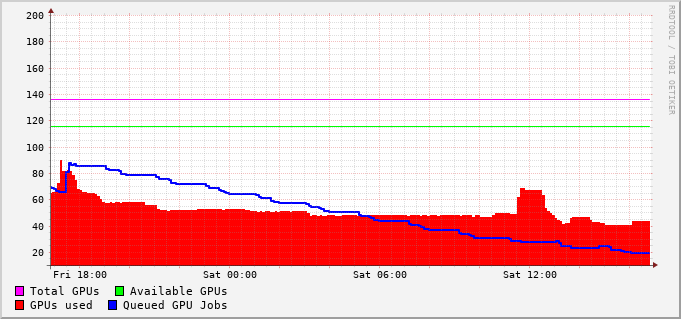 200
180
160
140
120
100
80
60
40
20
Fri 18:00 Sat 00:00 Sat 06:00 Sat 12:00
Total GPUs Available GPUs
GPUs used Queued GPU Jobs
RRDTOOL / TOBI OETIKER